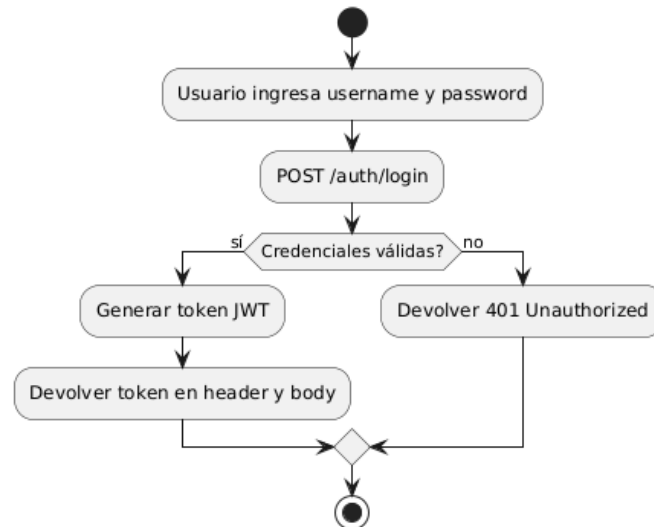 Usuario ingresa username y password
POST /auth/login
sí
Credenciales válidas?
no
Generar token JWT
Devolver 401 Unauthorized
Devolver token en header y body